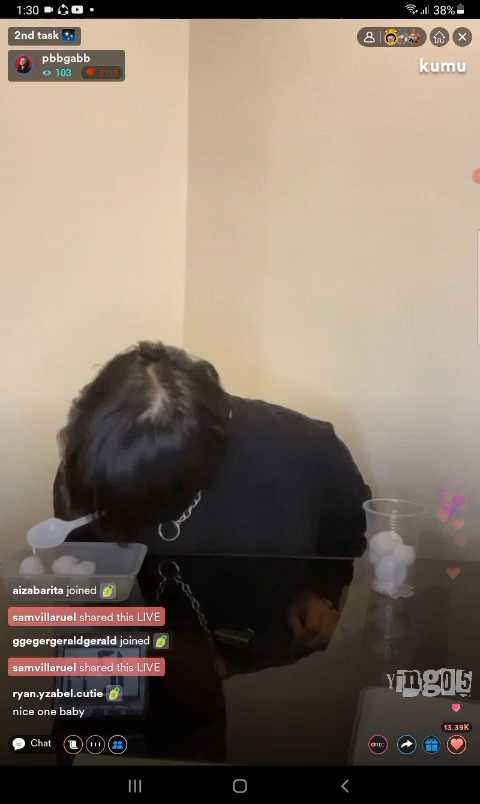 1:30
38%
2nd task
pbbgabb
103
kumu
aizabarita joined
samvillaruel shared this LIVE
ggegergeraldgerald joined
samvillaruel shared this LIVE
ryan.yzabel.cutie
nice one baby
13.39K
Chat